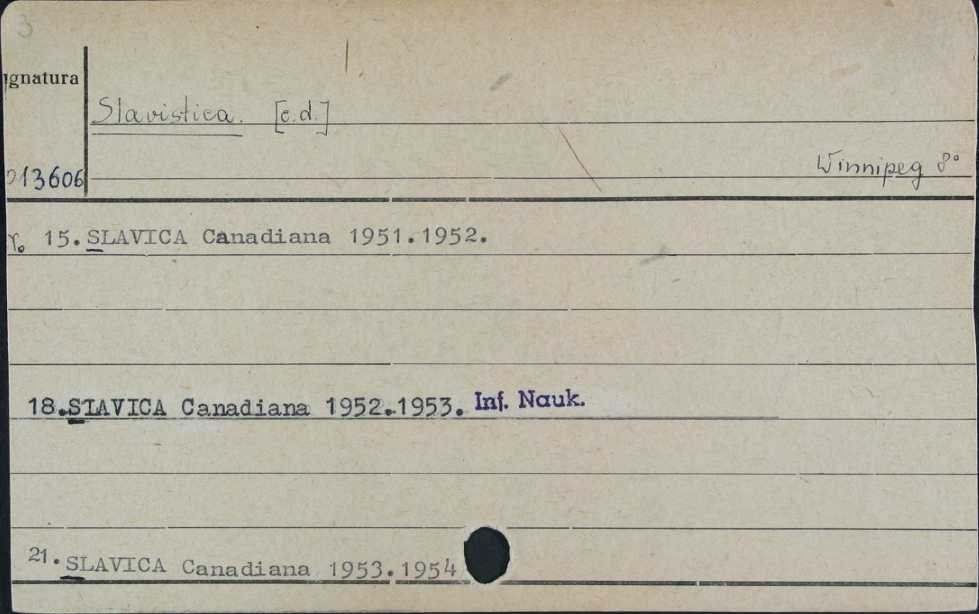 3
ignatura
Slavistica. [c.d.]
Winnipeg 8°
013606
15. SLAVICA Canadiana 1951.1952.
18. SLAVICA Canadiana 1952.1953. Inf. Nauk.
21. SLAVICA Canadiana 1953.1954